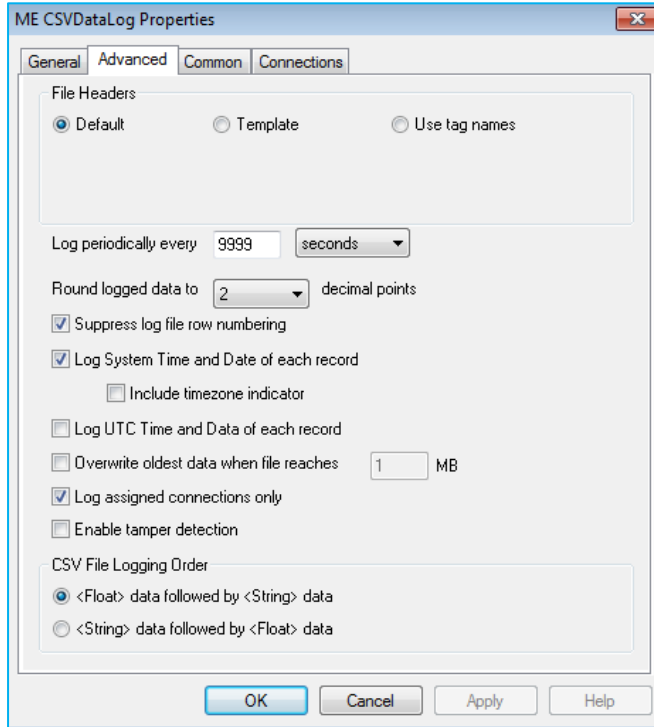 ME CSVDataLog Properties
General Advanced Common Connections
File Headers
Default Template Use tag names
Log periodically every 9999 seconds
Round logged data to 2 decimal points
Suppress log file row numbering
Log System Time and Date of each record
Include timezone indicator
Log UTC Time and Data of each record
Overwrite oldest data when file reaches 1 MB
Log assigned connections only
Enable tamper detection
CSV File Logging Order
<Float> data followed by <String> data
<String> data followed by <Float> data
OK Cancel Apply Help